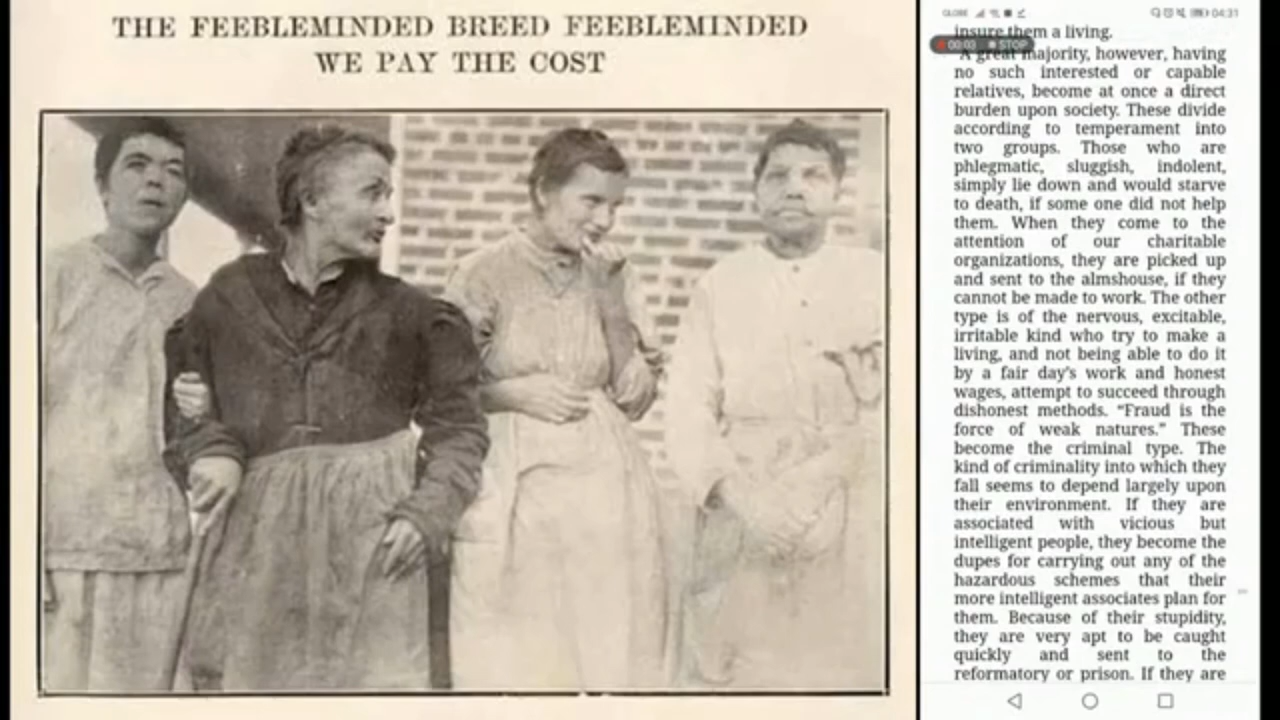 THE FEEBLEMINDED BREED FEEBLEMINDED
WE PAY THE COST
GLOBE
04:31
insure them a living.
00:03 STOP
A great majority, however, having
no such interested or capable
relatives, become at once a direct
burden upon society. These divide
according to temperament into
two groups. Those who are
phlegmatic, sluggish, indolent,
simply lie down and would starve
to death, if some one did not help
them. When they come to the
attention of our charitable
organizations, they are picked up
and sent to the almshouse, if they
cannot be made to work. The other
type is of the nervous, excitable,
irritable kind who try to make a
living, and not being able to do it
by a fair day's work and honest
wages, attempt to succeed through
dishonest methods. “Fraud is the
force of weak natures.” These
become the criminal type. The
kind of criminality into which they
fall seems to depend largely upon
their environment. If they are
associated with vicious but
intelligent people, they become the
dupes for carrying out any of the
hazardous schemes that their
more intelligent associates plan for
them. Because of their stupidity,
they are very apt to be caught
quickly and sent to the
reformatory or prison. If they are